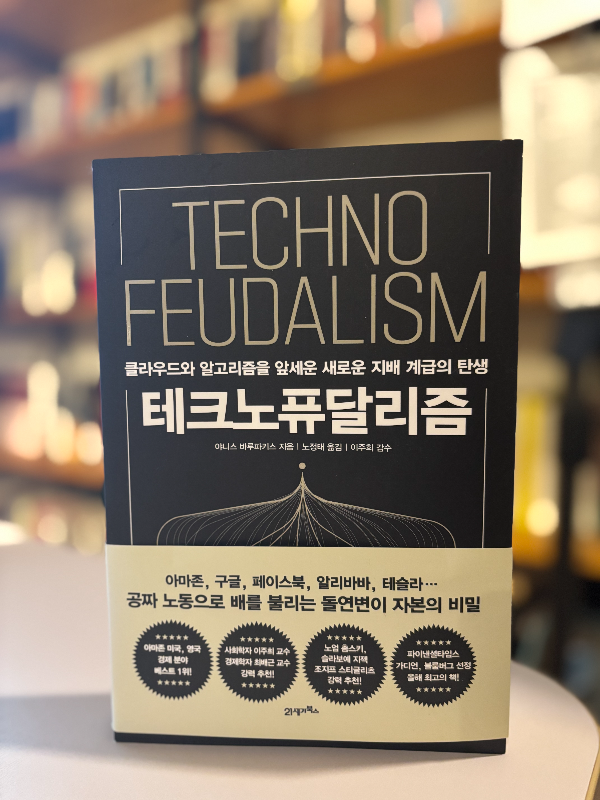 TECHNO
FEUDALISM
클라우드와 알고리즘을 앞세운 새로운 지배 계급의 탄생
테크노퓨달리즘
야니스 바루파키스 지음 | 노정태 옮김 | 이주희 감수
아마존, 구글, 페이스북, 알리바바, 테슬라…
공짜 노동으로 배를 불리는 돌연변이 자본의 비밀
★★★★★
아마존 미국, 영국
경제 분야
베스트 1위!
★★★★★
★★★★★
사회학자 이주희 교수
경제학자 최배근 교수
강력 추천!
★★★★★
★★★★★
노엄 촘스키,
슬라보예 지젝
조지프 스티글리츠
강력 추천!
★★★★★
★★★★★
파이낸셜타임스
가디언, 블룸버그 선정
올해 최고의 책!
★★★★★
21세기북스